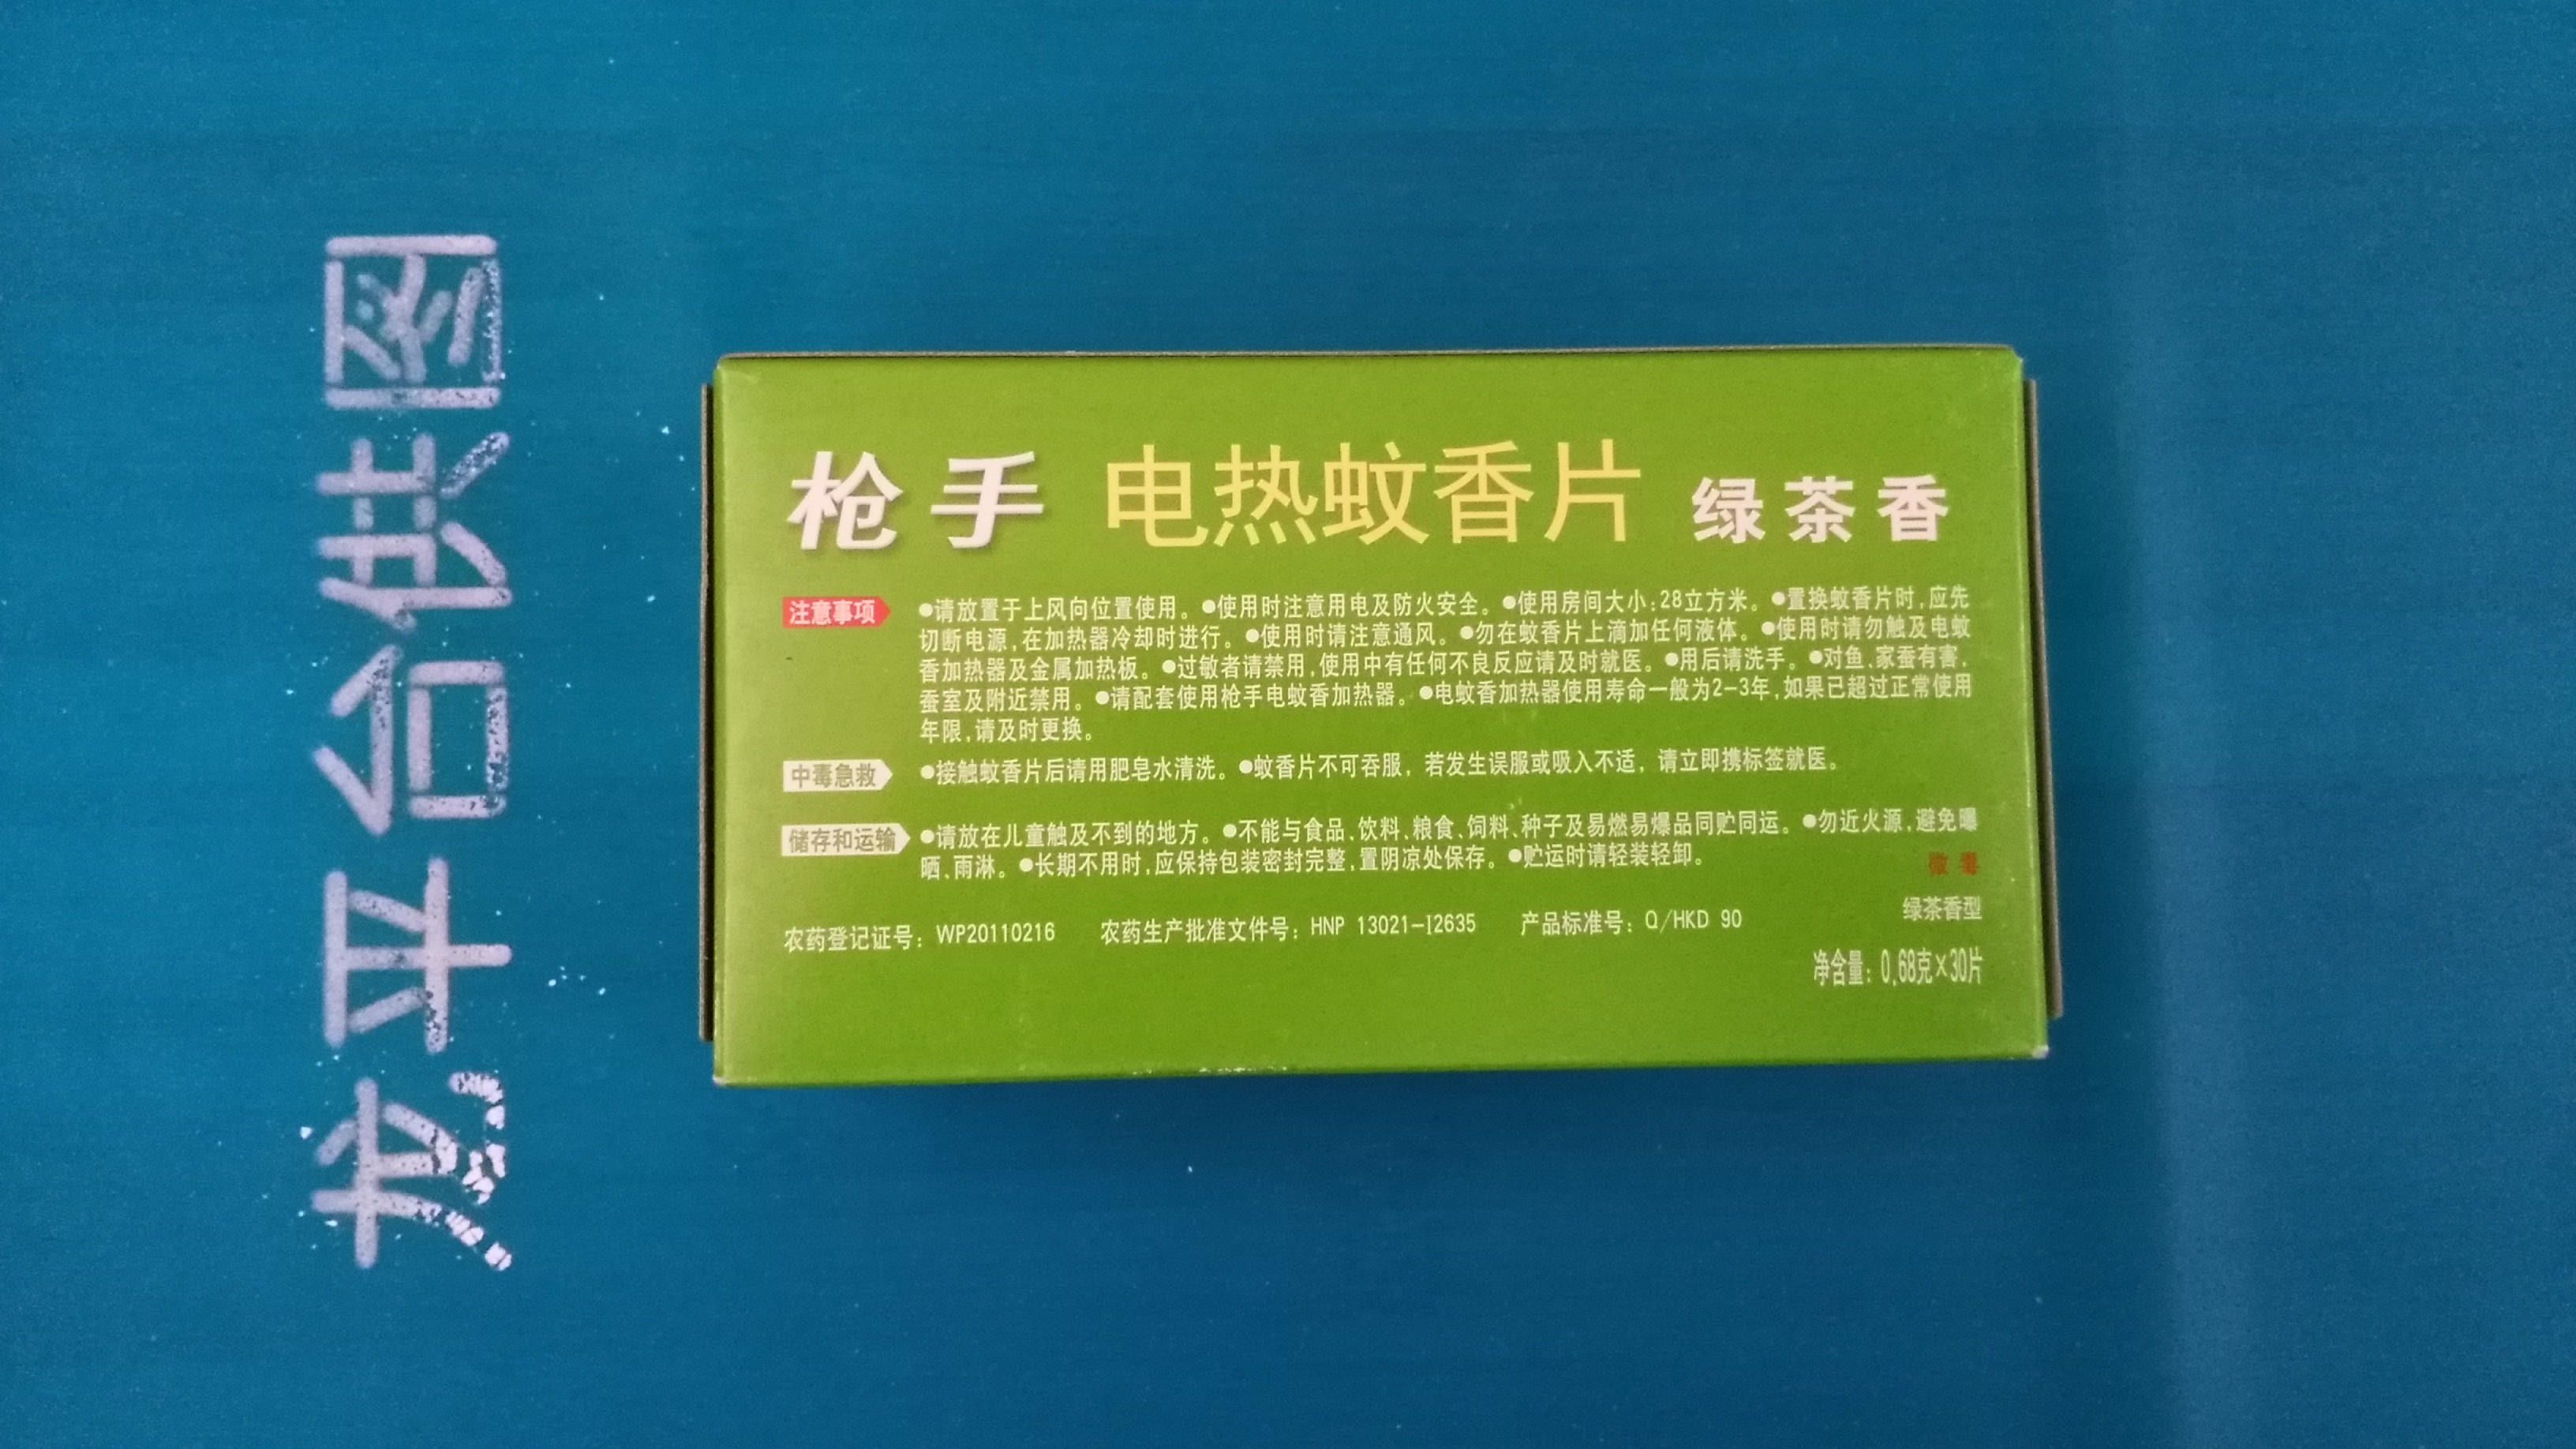 龙平台供图
枪手 电热蚊香片 绿茶香
注意事项 ●请放置于上风向位置使用。●使用时注意用电及防火安全。●使用房间大小:28立方米。●置换蚊香片时,应先
切断电源,在加热器冷却时进行。●使用时请注意通风。●勿在蚊香片上滴加任何液体。●使用时请勿触及电蚊
香加热器及金属加热板。●过敏者请禁用,使用中有任何不良反应请及时就医。●用后请洗手。●对鱼、家蚕有害,
蚕室及附近禁用。●请配套使用枪手电蚊香加热器。●电蚊香加热器使用寿命一般为2-3年,如果已超过正常使用
年限,请及时更换。
中毒急救 ●接触蚊香片后请用肥皂水清洗。●蚊香片不可吞服,若发生误服或吸入不适,请立即携标签就医。
储存和运输 ●请放在儿童触及不到的地方。●不能与食品、饮料、粮食、饲料、种子及易燃易爆品同贮同运。●勿近火源,避免曝
晒、雨淋。●长期不用时,应保持包装密封完整,置阴凉处保存。●贮运时请轻装轻卸。
微毒
绿茶香型
农药登记证号:WP20110216 农药生产批准文件号:HNP 13021-I2635 产品标准号:Q/HKD 90
净含量:0.68克×30片